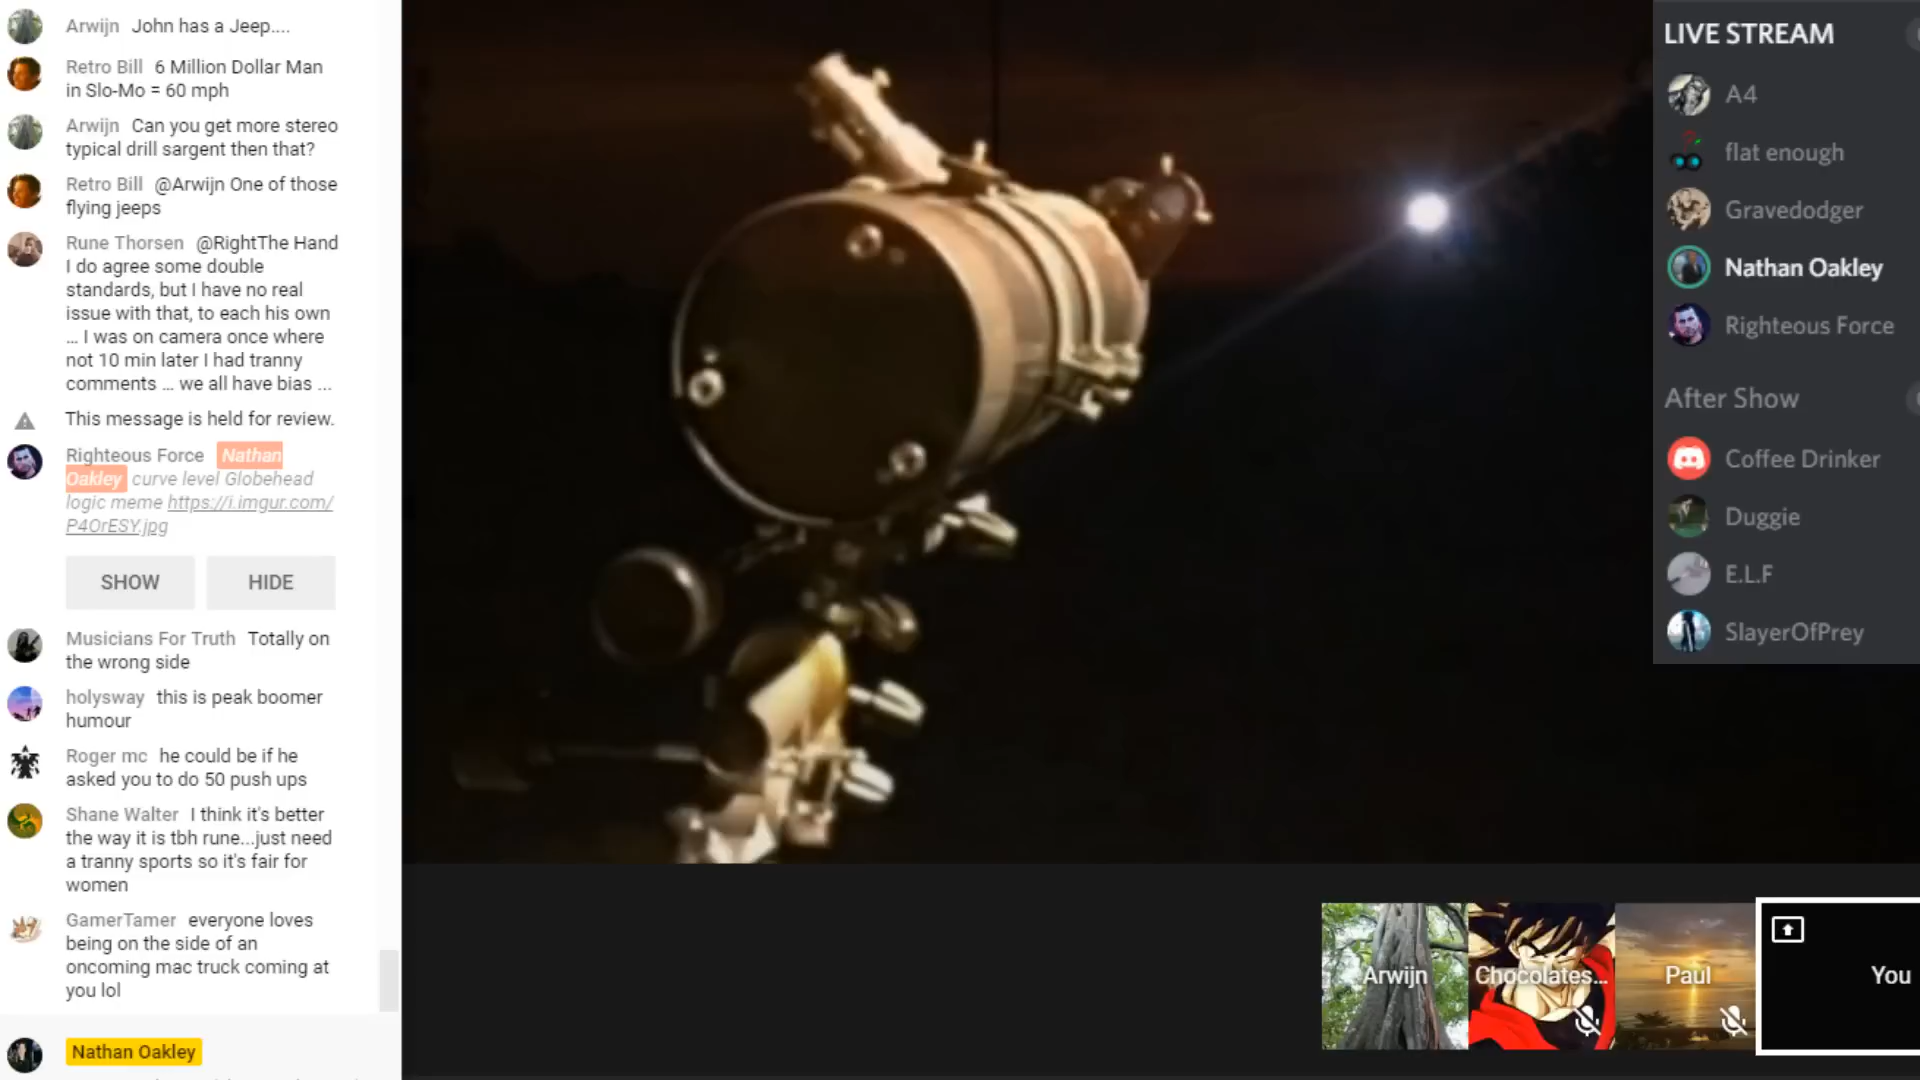 Arwijn John has a Jeep....
Retro Bill 6 Million Dollar Man
in Slo-Mo = 60 mph
Arwijn Can you get more stereo
typical drill sargent then that?
Retro Bill @Arwijn One of those
flying jeeps
Rune Thorsen @RightThe Hand
I do agree some double
standards, but I have no real
issue with that, to each his own
... I was on camera once where
not 10 min later I had tranny
comments ... we all have bias ...
This message is held for review.
Righteous Force Nathan
Oakley curve level Globehead
logic meme https://i.imgur.com/
P4OrESY.jpg
SHOW HIDE
Musicians For Truth Totally on
the wrong side
holysway this is peak boomer
humour
Roger mc he could be if he
asked you to do 50 push ups
Shane Walter I think it's better
the way it is tbh rune...just need
a tranny sports so it's fair for
women
GamerTamer everyone loves
being on the side of an
oncoming mac truck coming at
you lol
Nathan Oakley
LIVE STREAM
A4
flat enough
Gravedodger
Nathan Oakley
Righteous Force
After Show
Coffee Drinker
Duggie
E.L.F
SlayerOfPrey
Arwijn
Chocolates...
Paul
You